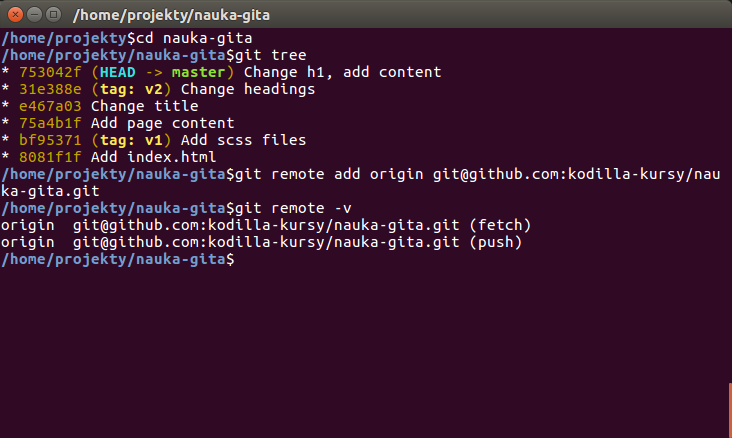 /home/projekty/nauka-gita
/home/projekty$cd nauka-gita
/home/projekty/nauka-gita$git tree
* 753042f (HEAD -> master) Change h1, add content
* 31e388e (tag: v2) Change headings
* e467a03 Change title
* 75a4b1f Add page content
* bf95371 (tag: v1) Add scss files
* 8081f1f Add index.html
/home/projekty/nauka-gita$git remote add origin git@github.com:kodilla-kursy/nau
ka-gita.git
/home/projekty/nauka-gita$git remote -v
origin  git@github.com:kodilla-kursy/nauka-gita.git (fetch)
origin  git@github.com:kodilla-kursy/nauka-gita.git (push)
/home/projekty/nauka-gita$